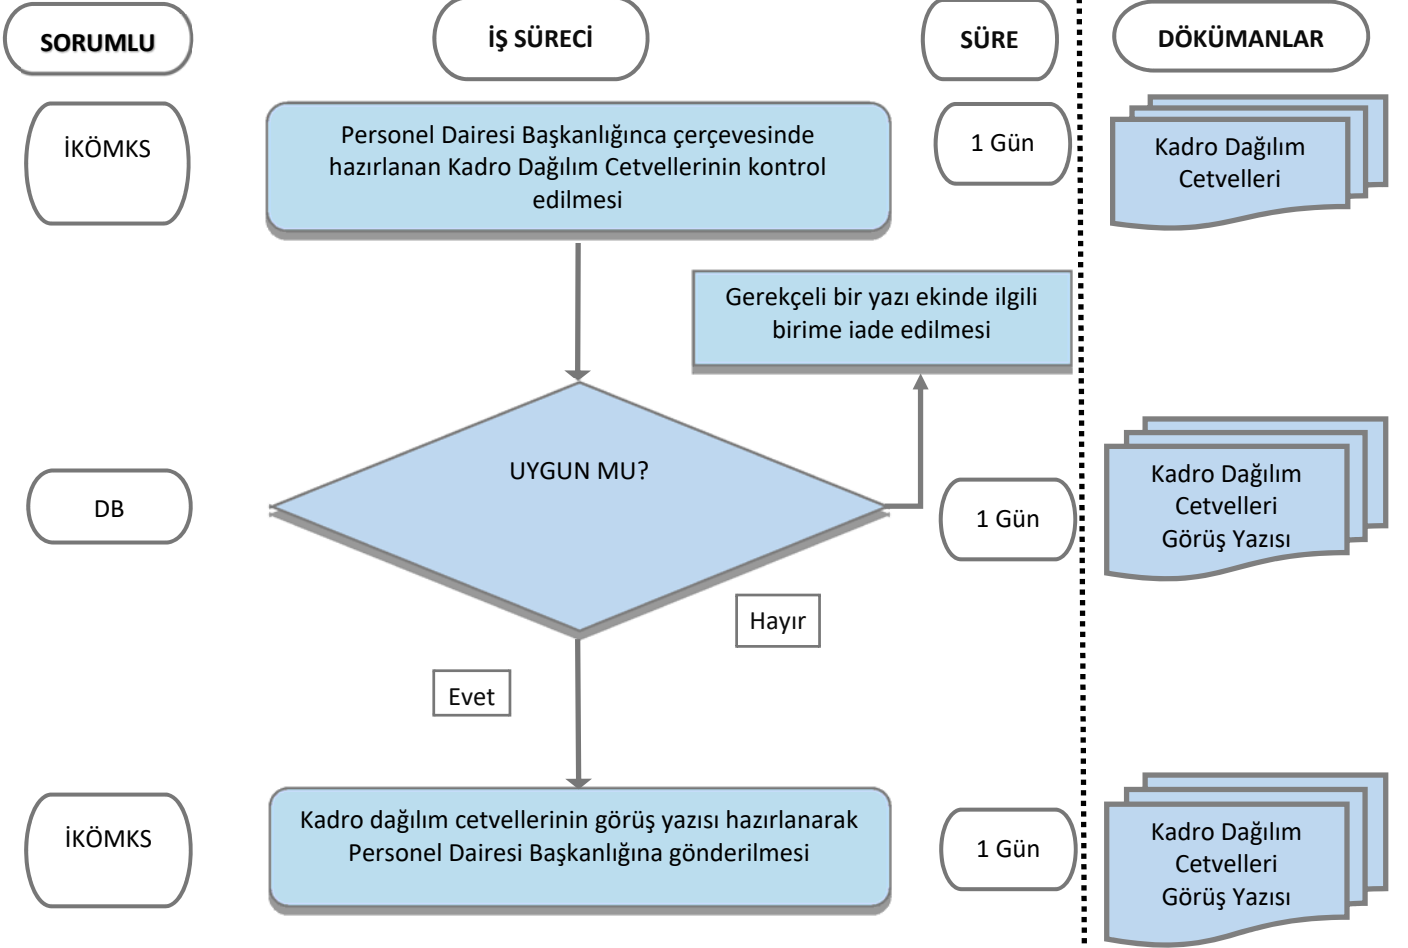 SORUMLU
İŞ SÜRECİ
SÜRE
DÖKÜMANLAR
İKÖMKS
Personel Dairesi Başkanlığınca çerçevesinde
hazırlanan Kadro Dağılım Cetvellerinin kontrol
edilmesi
1 Gün
Kadro Dağılım
Cetvelleri
Gerekçeli bir yazı ekinde ilgili
birime iade edilmesi
DB
UYGUN MU?
1 Gün
Kadro Dağılım
Cetvelleri
Görüş Yazısı
Hayır
Evet
İKÖMKS
Kadro dağılım cetvellerinin görüş yazısı hazırlanarak
Personel Dairesi Başkanlığına gönderilmesi
1 Gün
Kadro Dağılım
Cetvelleri
Görüş Yazısı